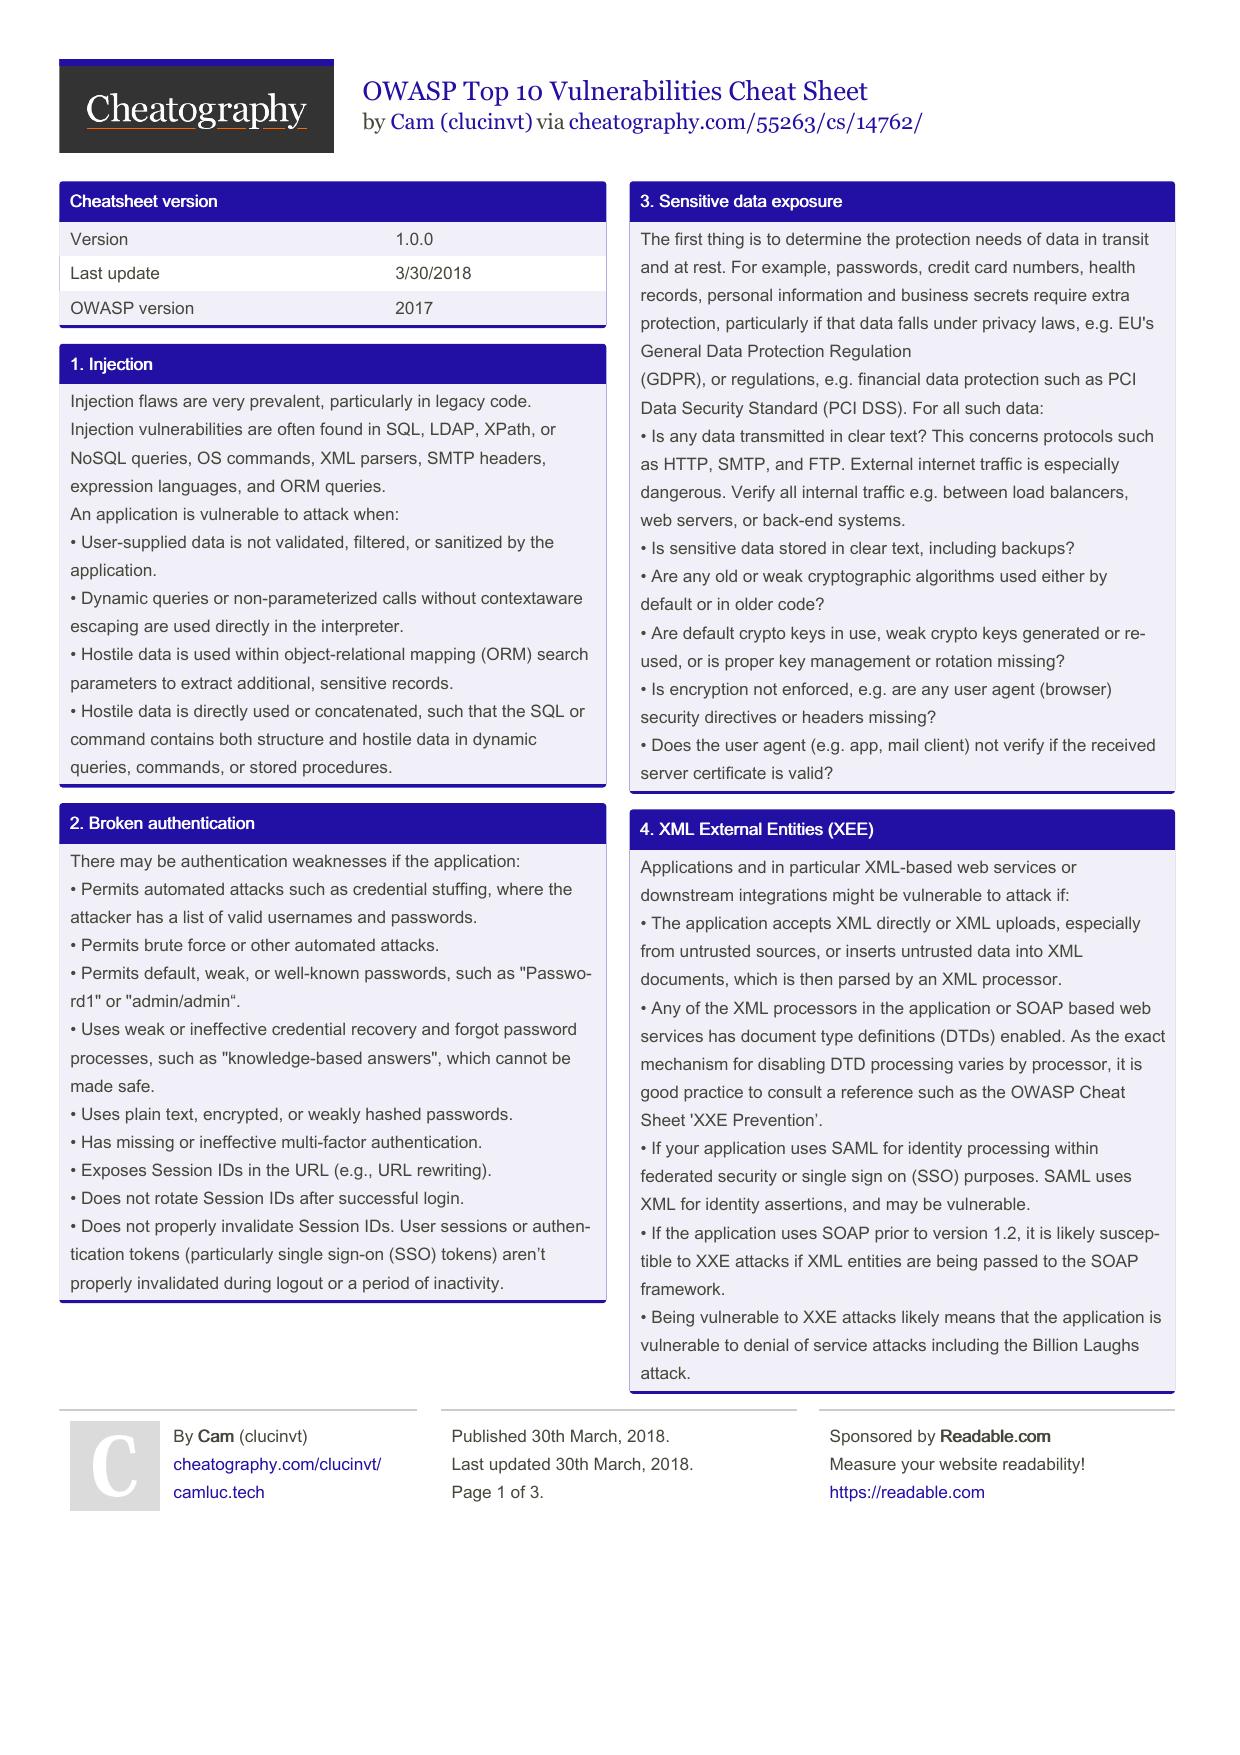 Cheatography
OWASP Top 10 Vulnerabilities Cheat Sheet
by Cam (clucinvt) via cheatography.com/55263/cs/14762/
Cheatsheet version
Version 1.0.0
Last update 3/30/2018
OWASP version 2017
1. Injection
Injection flaws are very prevalent, particularly in legacy code.
Injection vulnerabilities are often found in SQL, LDAP, XPath, or
NoSQL queries, OS commands, XML parsers, SMTP headers,
expression languages, and ORM queries.
An application is vulnerable to attack when:
• User-supplied data is not validated, filtered, or sanitized by the
application.
• Dynamic queries or non-parameterized calls without contextaware
escaping are used directly in the interpreter.
• Hostile data is used within object-relational mapping (ORM) search
parameters to extract additional, sensitive records.
• Hostile data is directly used or concatenated, such that the SQL or
command contains both structure and hostile data in dynamic
queries, commands, or stored procedures.
2. Broken authentication
There may be authentication weaknesses if the application:
• Permits automated attacks such as credential stuffing, where the
attacker has a list of valid usernames and passwords.
• Permits brute force or other automated attacks.
• Permits default, weak, or well-known passwords, such as "Passwo-
rd1" or "admin/admin“.
• Uses weak or ineffective credential recovery and forgot password
processes, such as "knowledge-based answers", which cannot be
made safe.
• Uses plain text, encrypted, or weakly hashed passwords.
• Has missing or ineffective multi-factor authentication.
• Exposes Session IDs in the URL (e.g., URL rewriting).
• Does not rotate Session IDs after successful login.
• Does not properly invalidate Session IDs. User sessions or authen-
tication tokens (particularly single sign-on (SSO) tokens) aren’t
properly invalidated during logout or a period of inactivity.
3. Sensitive data exposure
The first thing is to determine the protection needs of data in transit
and at rest. For example, passwords, credit card numbers, health
records, personal information and business secrets require extra
protection, particularly if that data falls under privacy laws, e.g. EU's
General Data Protection Regulation
(GDPR), or regulations, e.g. financial data protection such as PCI
Data Security Standard (PCI DSS). For all such data:
• Is any data transmitted in clear text? This concerns protocols such
as HTTP, SMTP, and FTP. External internet traffic is especially
dangerous. Verify all internal traffic e.g. between load balancers,
web servers, or back-end systems.
• Is sensitive data stored in clear text, including backups?
• Are any old or weak cryptographic algorithms used either by
default or in older code?
• Are default crypto keys in use, weak crypto keys generated or re-
used, or is proper key management or rotation missing?
• Is encryption not enforced, e.g. are any user agent (browser)
security directives or headers missing?
• Does the user agent (e.g. app, mail client) not verify if the received
server certificate is valid?
4. XML External Entities (XEE)
Applications and in particular XML-based web services or
downstream integrations might be vulnerable to attack if:
• The application accepts XML directly or XML uploads, especially
from untrusted sources, or inserts untrusted data into XML
documents, which is then parsed by an XML processor.
• Any of the XML processors in the application or SOAP based web
services has document type definitions (DTDs) enabled. As the exact
mechanism for disabling DTD processing varies by processor, it is
good practice to consult a reference such as the OWASP Cheat
Sheet 'XXE Prevention’.
• If your application uses SAML for identity processing within
federated security or single sign on (SSO) purposes. SAML uses
XML for identity assertions, and may be vulnerable.
• If the application uses SOAP prior to version 1.2, it is likely suscep-
tible to XXE attacks if XML entities are being passed to the SOAP
framework.
• Being vulnerable to XXE attacks likely means that the application is
vulnerable to denial of service attacks including the Billion Laughs
attack.
C
By Cam (clucinvt)
cheatography.com/clucinvt/
camluc.tech
Published 30th March, 2018.
Last updated 30th March, 2018.
Page 1 of 3.
Sponsored by Readable.com
Measure your website readability!
https://readable.com